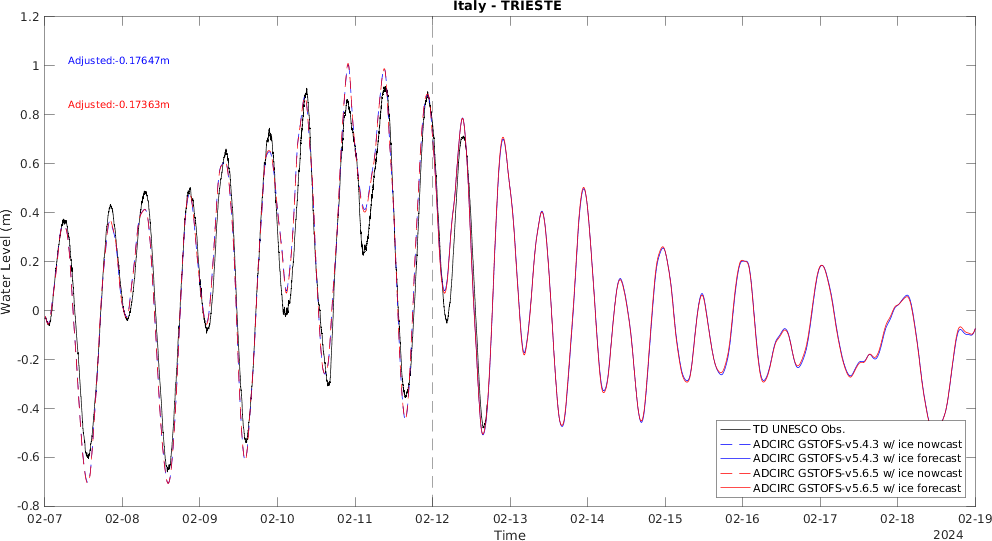 Italy - TRIESTE
Adjusted:-0.17647m
Adjusted:-0.17363m
Water Level (m)
1.2
1
0.8
0.6
0.4
0.2
0
-0.2
-0.4
-0.6
-0.8
TD UNESCO Obs.
ADCIRC GSTOFS-v5.4.3 w/ ice nowcast
ADCIRC GSTOFS-v5.4.3 w/ ice forecast
ADCIRC GSTOFS-v5.6.5 w/ ice nowcast
ADCIRC GSTOFS-v5.6.5 w/ ice forecast
02-07 02-08 02-09 02-10 02-11 02-12 02-13 02-14 02-15 02-16 02-17 02-18 02-19
Time
2024